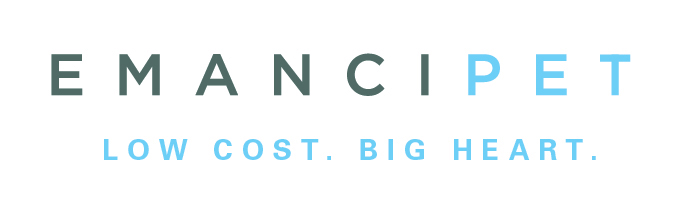 EMANCIPET
LOW COST. BIG HEART.